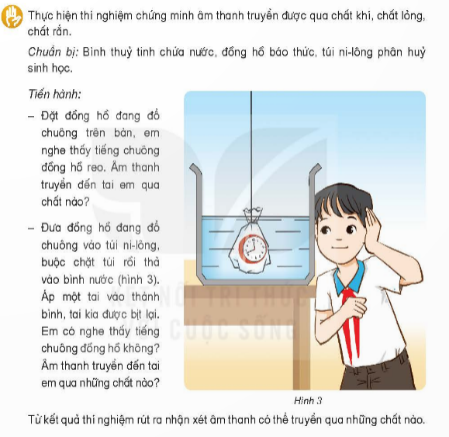 Thực hiện thí nghiệm chứng minh âm thanh truyền được qua chất khí, chất lỏng,
chất rắn.
Chuẩn bị: Bình thuỷ tinh chứa nước, đồng hồ báo thức, túi ni-lông phân huỷ
sinh học.
Tiến hành:
– Đặt đồng hồ đang đổ
chuông trên bàn, em
nghe thấy tiếng chuông
đồng hồ reo. Âm thanh
truyền đến tai em qua
chất nào?
– Đưa đồng hồ đang đổ
chuông vào túi ni-lông,
buộc chặt túi rồi thả
vào bình nước (hình 3).
Áp một tai vào thành
bình, tai kia được bịt lại.
Em có nghe thấy tiếng
chuông đồng hồ không?
Âm thanh truyền đến tai
em qua những chất nào?
KẾT NỐI TRI THỨC
CUỘC SỐNG
Hình 3
Từ kết quả thí nghiệm rút ra nhận xét âm thanh có thể truyền qua những chất nào.